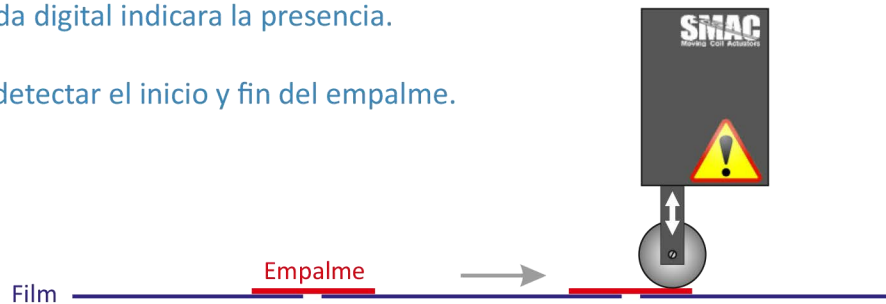 da digital indicara la presencia.
detectar el inicio y fin del empalme.
SMAC
Moving Coil Actuators
Empalme
Film